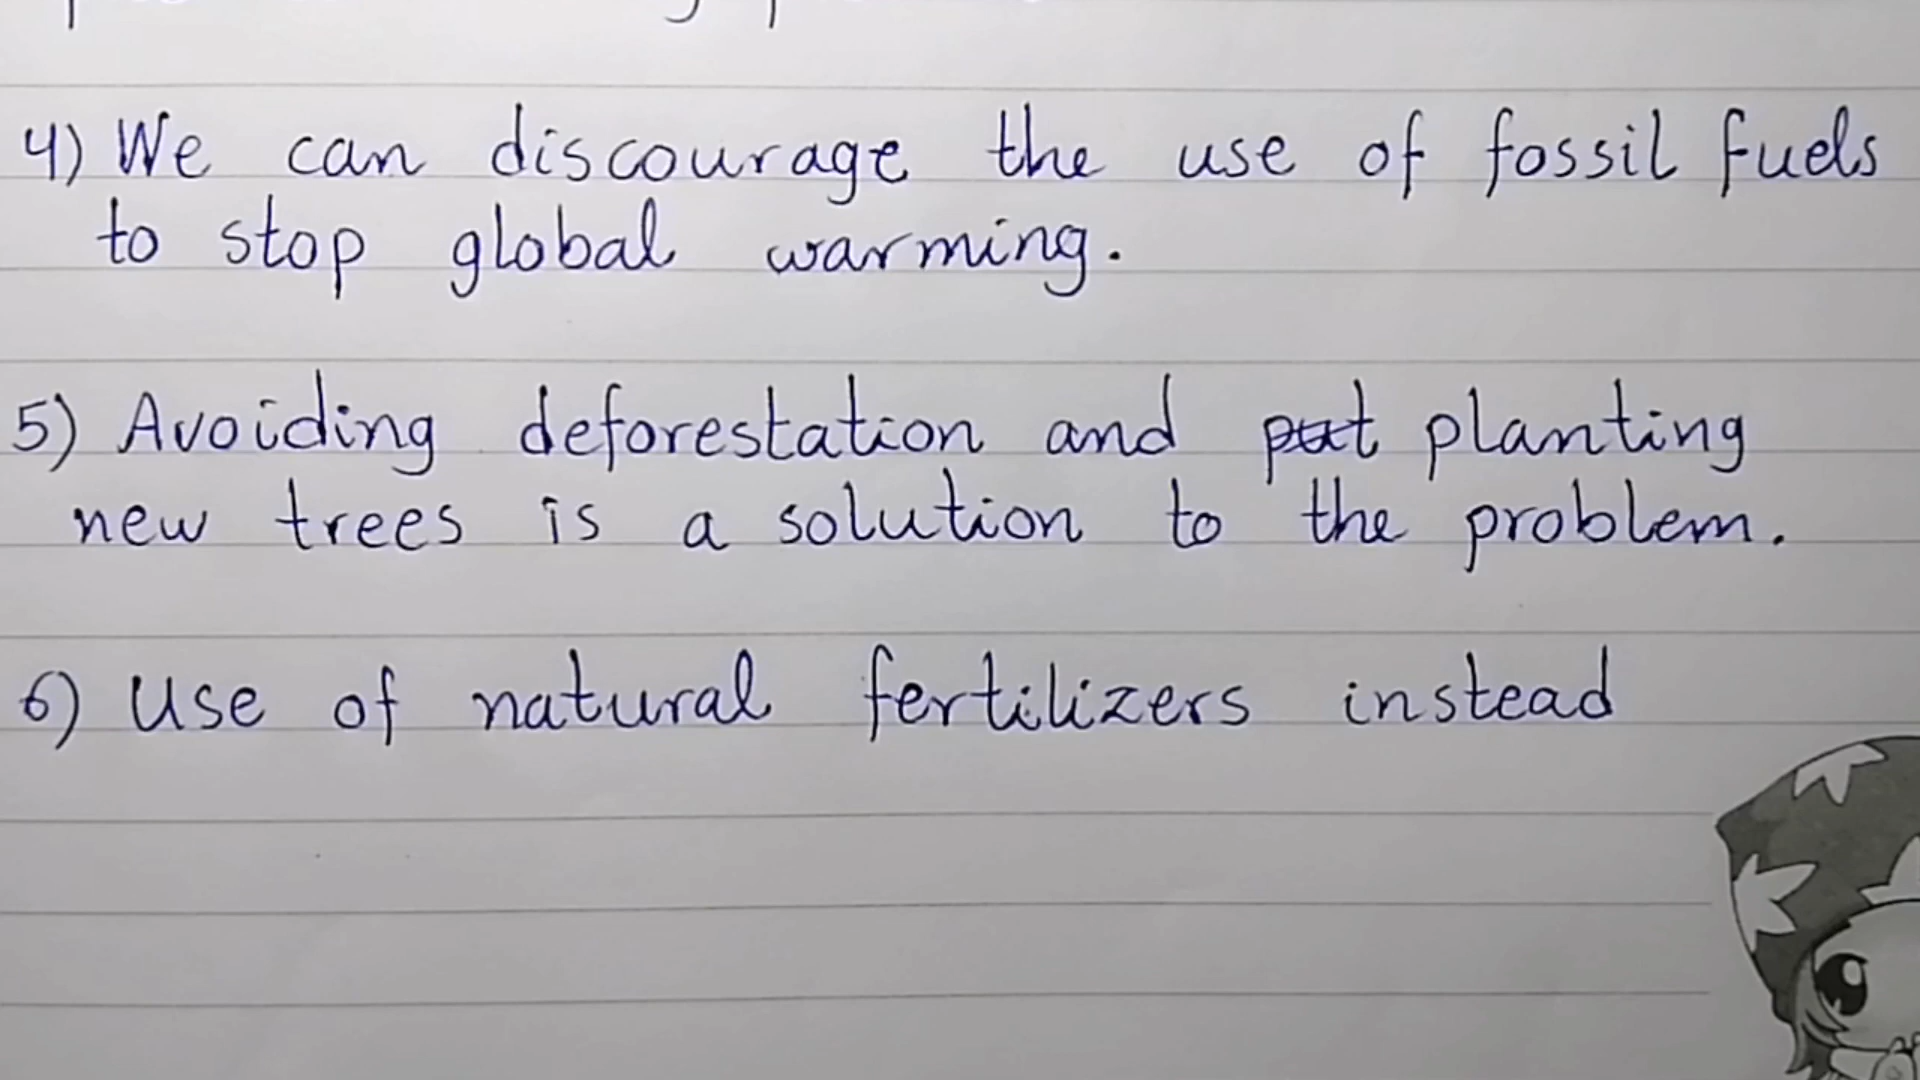 4) We can discourage the use of fossil fuels
to stop global warming.
5) Avoiding deforestation and put planting
new trees is a solution to the problem.
6) Use of natural fertilizers instead